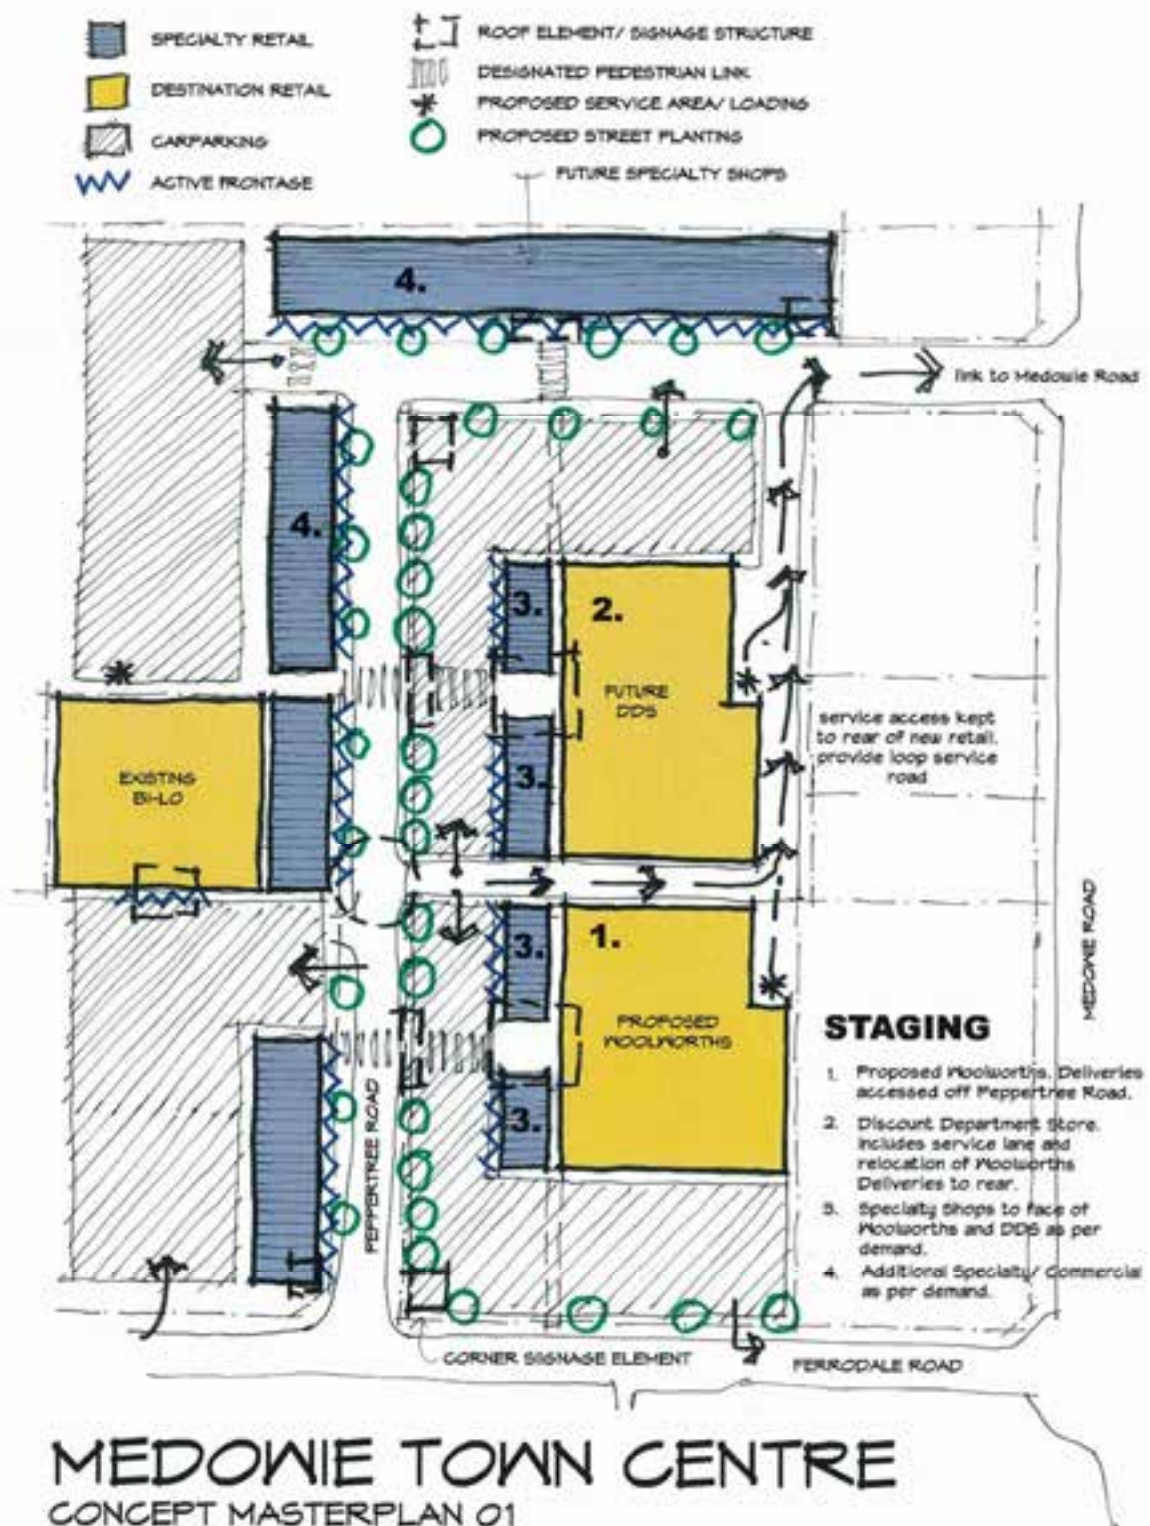 SPECIALTY RETAIL
DESTINATION RETAIL
CARPARKING
ACTIVE FRONTAGE
ROOF ELEMENT/ SIGNAGE STRUCTURE
DESIGNATED PEDESTRIAN LINK
PROPOSED SERVICE AREA/ LOADING
PROPOSED STREET PLANTING
FUTURE SPECIALTY SHOPS
4.
link to Medowie Road
4.
3.
2.
FUTURE
DDS
3.
service access kept
to rear of new retail.
provide loop service
road
EXISTING
BI-LO
MEDOWIE ROAD
3.
1.
PROPOSED
WOOLWORTHS
3.
PEPPERTREE ROAD
STAGING
1. Proposed Woolworths. Deliveries
accessed off Peppertree Road.
2. Discount Department Store.
Includes service lane and
relocation of Woolworths
Deliveries to rear.
3. Specialty Shops to face of
Woolworths and DDS as per
demand.
4. Additional Specialty/ Commercial
as per demand.
CORNER SIGNAGE ELEMENT
FERRODALE ROAD
MEDOWIE TOWN CENTRE
CONCEPT MASTERPLAN 01